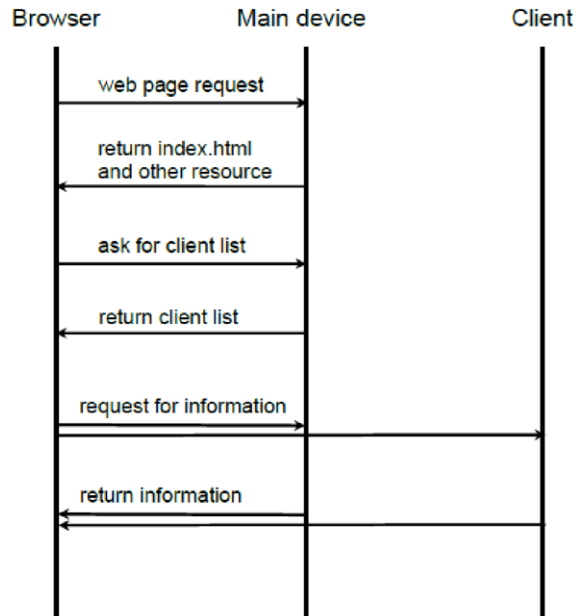 Browser Main device Client
web page request
return index.html
and other resource
ask for client list
return client list
request for information
return information